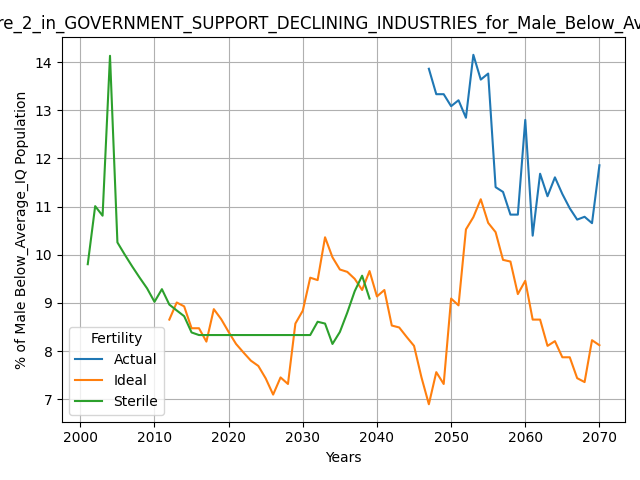 re_2_in_GOVERNMENT_SUPPORT_DECLINING_INDUSTRIES_for_Male_Below_Av
% of Male Below_Average_IQ Population
14
13
12
11
10
9
8
7
Fertility
Actual
Ideal
Sterile
2000 2010 2020 2030 2040 2050 2060 2070
Years